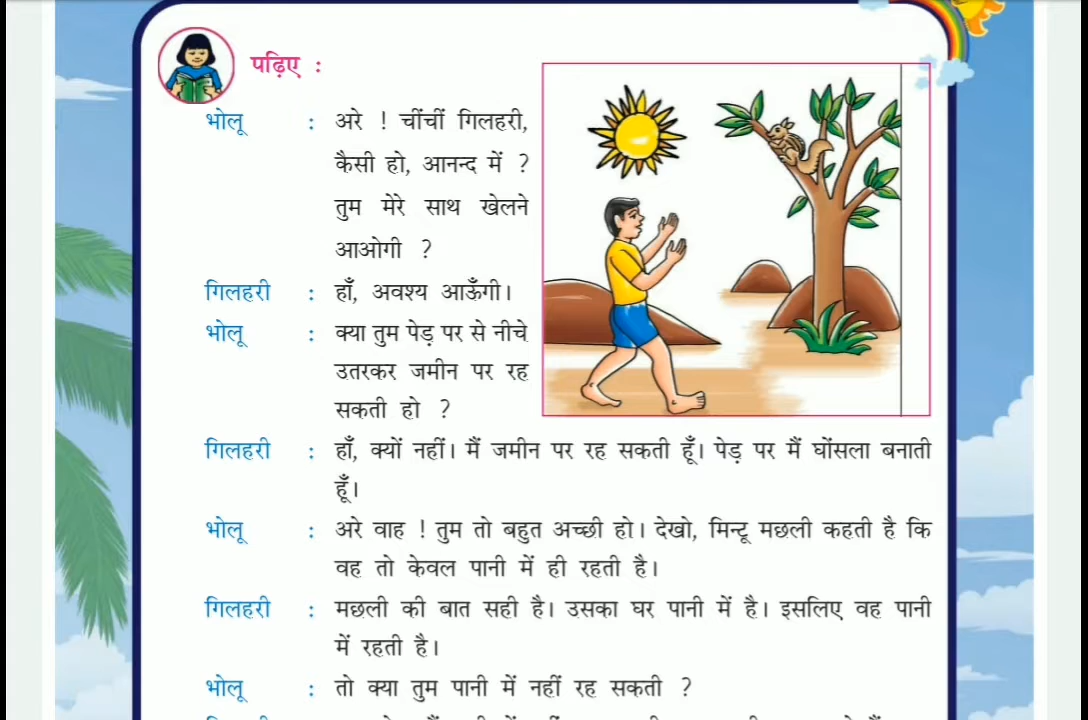 पढ़िए :
भोलू : अरे ! चींचीं गिलहरी,
कैसी हो, आनन्द में ?
तुम मेरे साथ खेलने
आओगी ?
गिलहरी : हाँ, अवश्य आऊँगी।
भोलू : क्या तुम पेड़ पर से नीचे
उतरकर जमीन पर रह
सकती हो ?
गिलहरी : हाँ, क्यों नहीं। मैं जमीन पर रह सकती हूँ। पेड़ पर मैं घोंसला बनाती
हूँ।
भोलू : अरे वाह ! तुम तो बहुत अच्छी हो। देखो, मिन्टू मछली कहती है कि
वह तो केवल पानी में ही रहती है।
गिलहरी : मछली की बात सही है। उसका घर पानी में है। इसलिए वह पानी
में रहती है।
भोलू : तो क्या तुम पानी में नहीं रह सकती ?